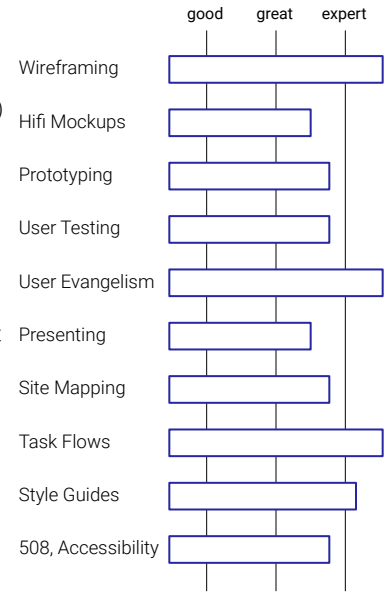 good great expert
Wireframing
Hifi Mockups
Prototyping
User Testing
User Evangelism
Presenting
Site Mapping
Task Flows
Style Guides
508, Accessibility